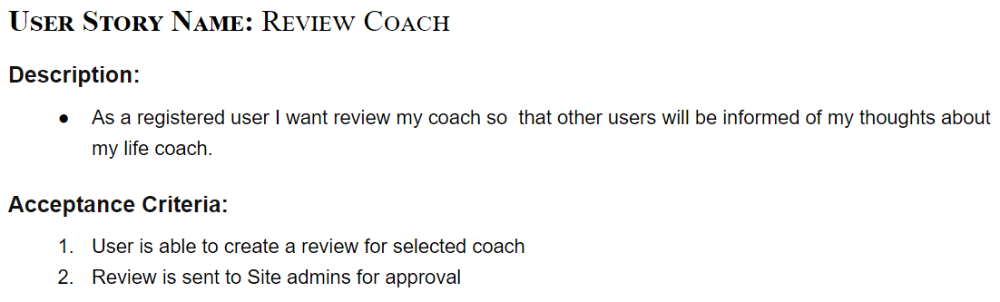 USER STORY NAME: REVIEW COACH
Description:
● As a registered user I want review my coach so  that other users will be informed of my thoughts about
my life coach.
Acceptance Criteria:
1. User is able to create a review for selected coach
2. Review is sent to Site admins for approval